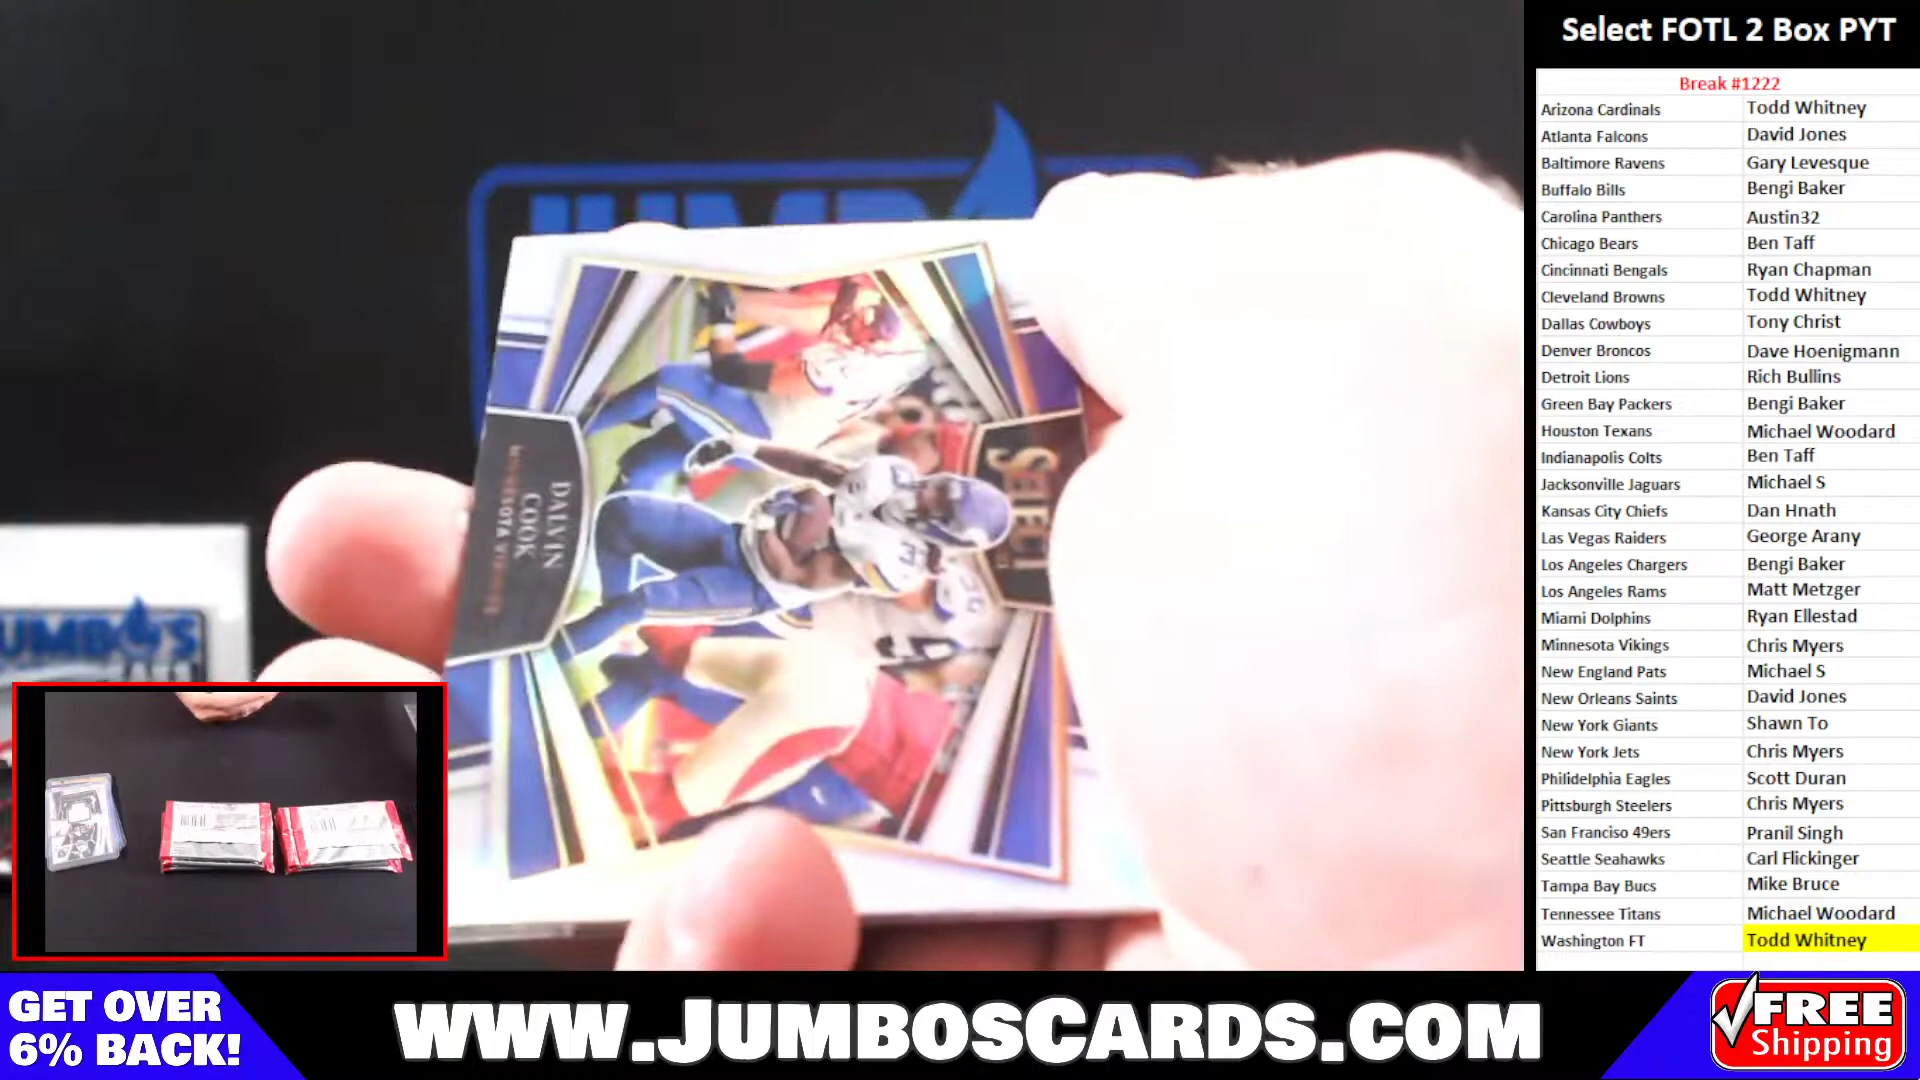 Select FOTL 2 Box PYT
Break #1222
Arizona Cardinals Todd Whitney
Atlanta Falcons David Jones
Baltimore Ravens Gary Levesque
Buffalo Bills Bengi Baker
Carolina Panthers Austin32
Chicago Bears Ben Taff
Cincinnati Bengals Ryan Chapman
Cleveland Browns Todd Whitney
Dallas Cowboys Tony Christ
Denver Broncos Dave Hoenigmann
Detroit Lions Rich Bullins
Green Bay Packers Bengi Baker
Houston Texans Michael Woodard
Indianapolis Colts Ben Taff
Jacksonville Jaguars Michael S
Kansas City Chiefs Dan Hnath
Las Vegas Raiders George Arany
Los Angeles Chargers Bengi Baker
Los Angeles Rams Matt Metzger
Miami Dolphins Ryan Ellestad
Minnesota Vikings Chris Myers
New England Pats Michael S
New Orleans Saints David Jones
New York Giants Shawn To
New York Jets Chris Myers
Philidelphia Eagles Scott Duran
Pittsburgh Steelers Chris Myers
San Franciso 49ers Pranil Singh
Seattle Seahawks Carl Flickinger
Tampa Bay Bucs Mike Bruce
Tennessee Titans Michael Woodard
Washington FT Todd Whitney
SELECT
DALVIN
COOK
MINNESOTA VIKINGS
GET OVER
6% BACK!
WWW.JUMBOSCARDS.COM
FREE
Shipping